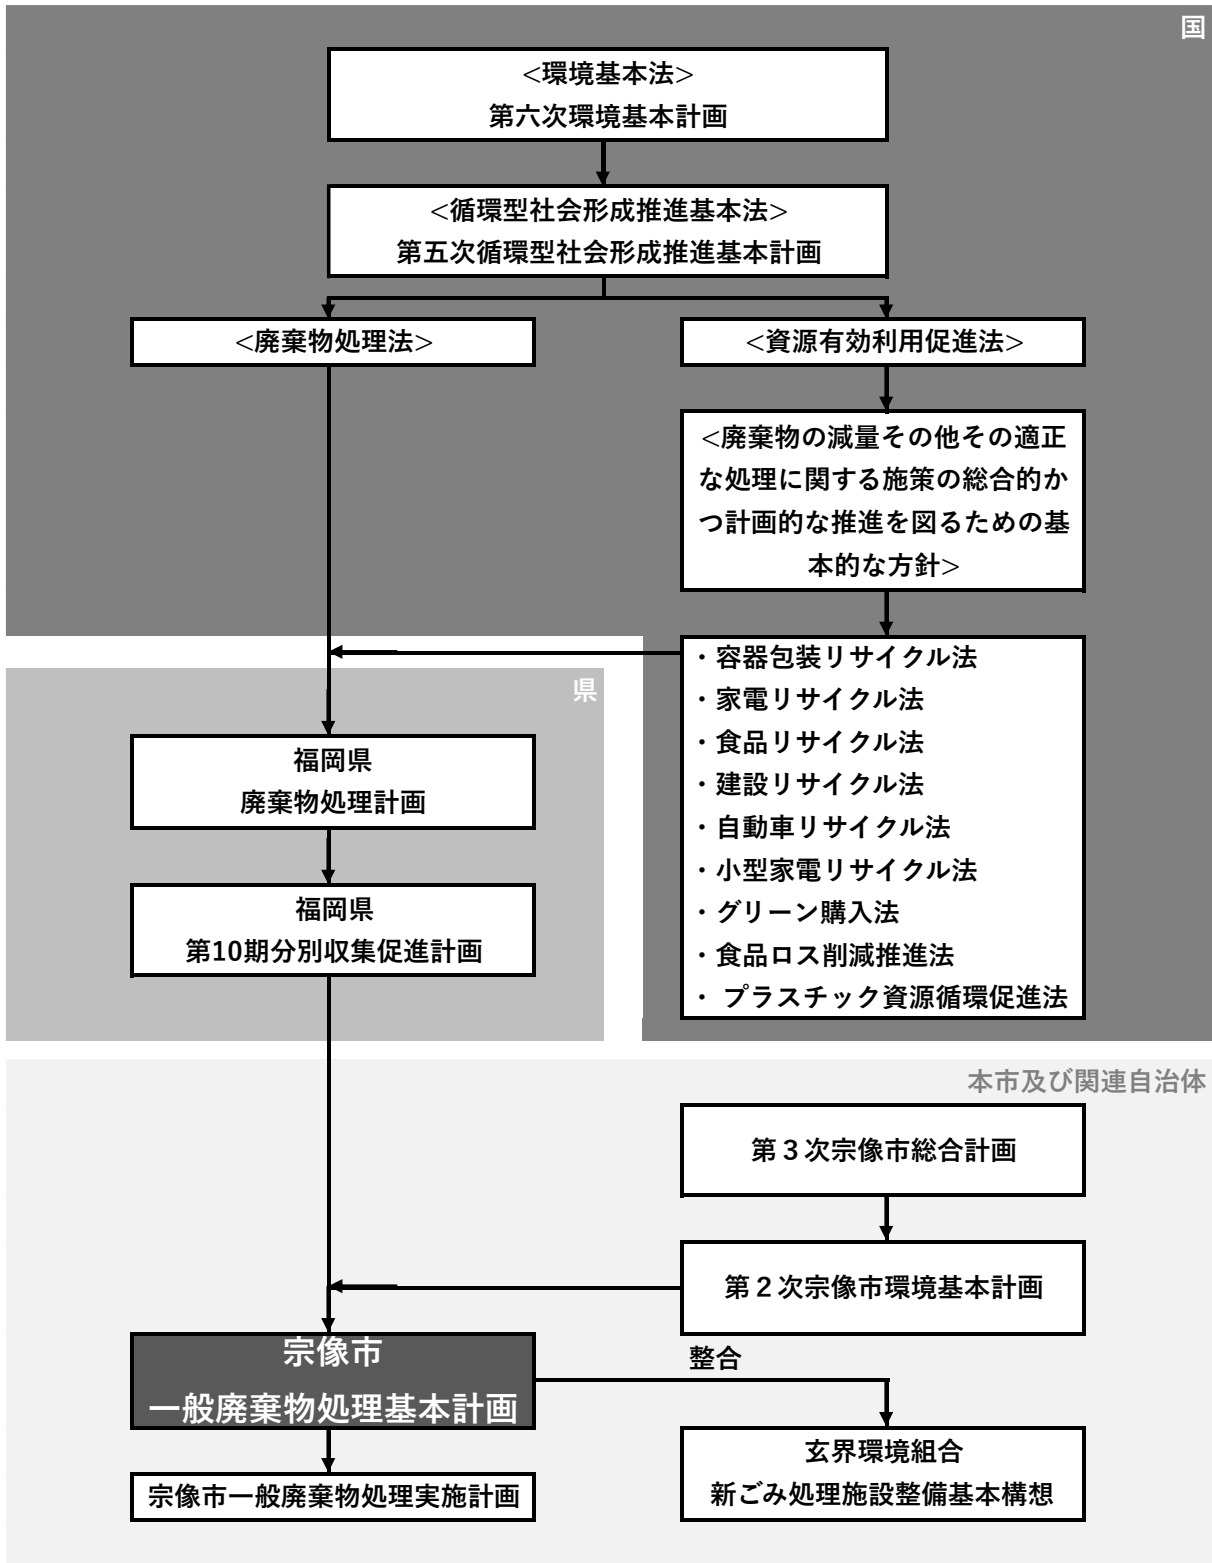 国
<環境基本法>
第六次環境基本計画
<循環型社会形成推進基本法>
第五次循環型社会形成推進基本計画
<廃棄物処理法>
<資源有効利用促進法>
<廃棄物の減量その他その適正
な処理に関する施策の総合的か
つ計画的な推進を図るための基
本的な方針>
・容器包装リサイクル法
・家電リサイクル法
・食品リサイクル法
・建設リサイクル法
・自動車リサイクル法
・小型家電リサイクル法
・グリーン購入法
・食品ロス削減推進法
・ プラスチック資源循環促進法
県
福岡県
廃棄物処理計画
福岡県
第10期分別収集促進計画
本市及び関連自治体
第３次宗像市総合計画
第２次宗像市環境基本計画
宗像市
一般廃棄物処理基本計画
整合
玄界環境組合
新ごみ処理施設整備基本構想
宗像市一般廃棄物処理実施計画